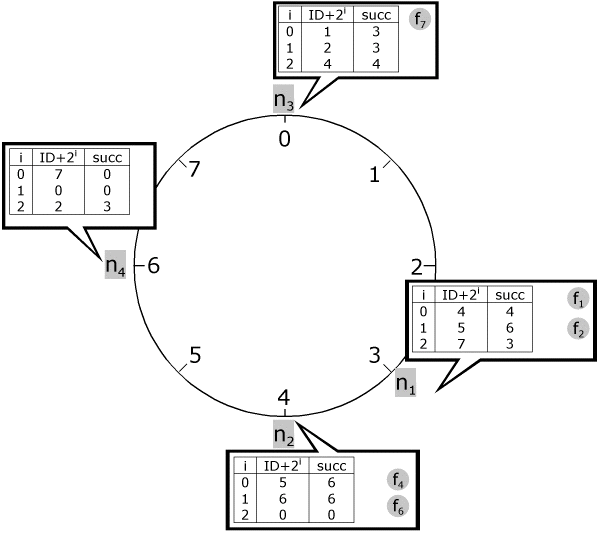 i ID+2^i succ
0 1 3
1 2 3
2 4 4
f₇
n₃
0
i ID+2^i succ
0 7 0
1 0 0
2 2 3
7
1
n₄
6
2
i ID+2^i succ
0 4 4
1 5 6
2 7 3
f₁
f₂
5
3
n₁
4
n₂
i ID+2^i succ
0 5 6
1 6 6
2 0 0
f₄
f₆